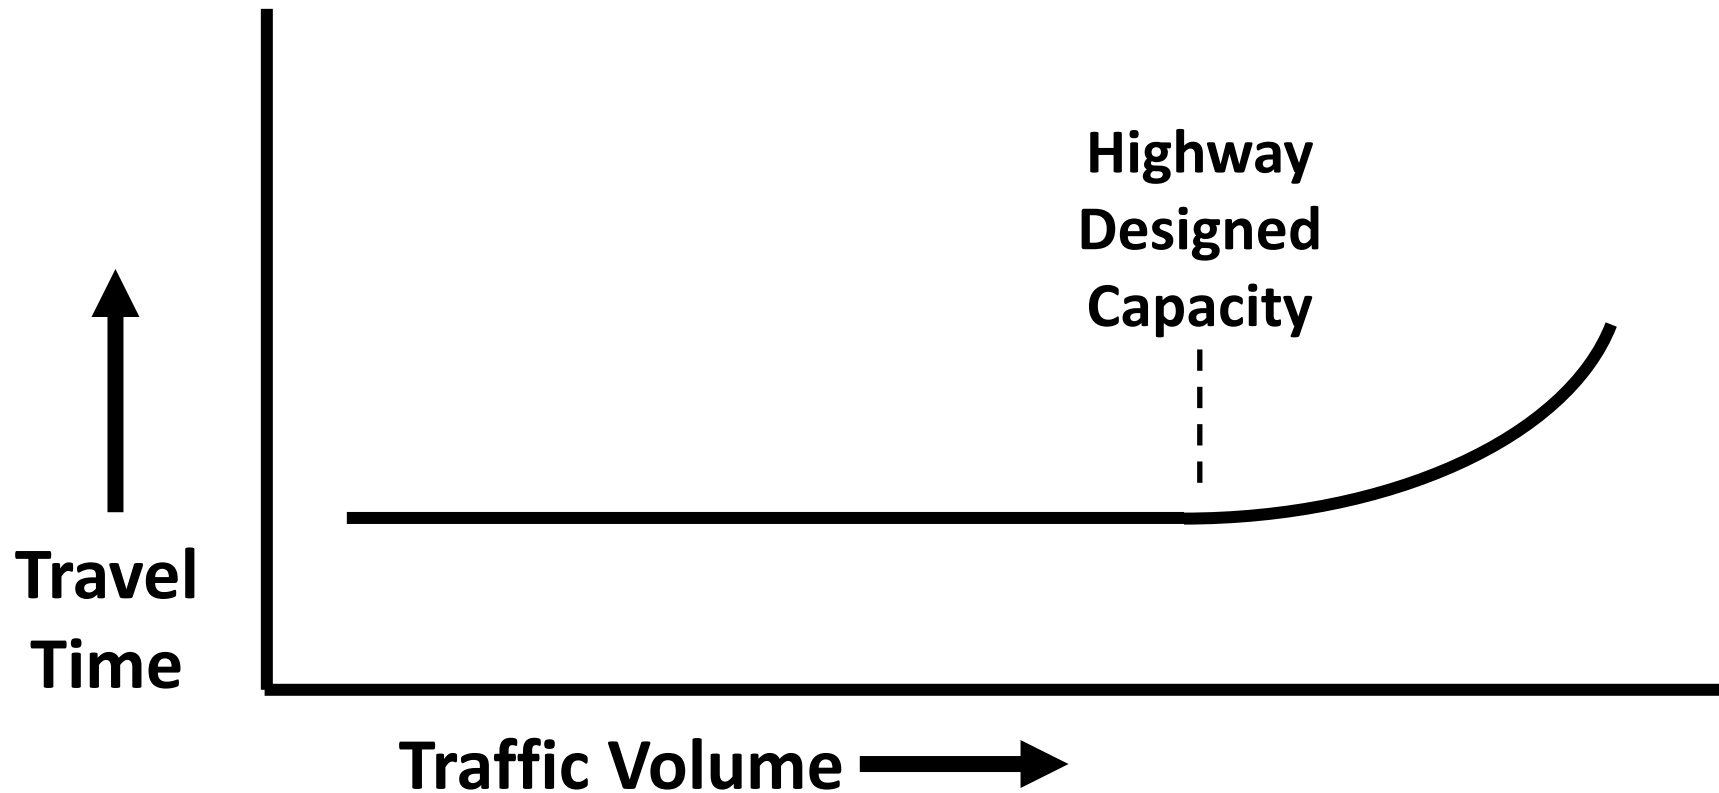 Highway
Designed
Capacity
Travel
Time
Traffic Volume